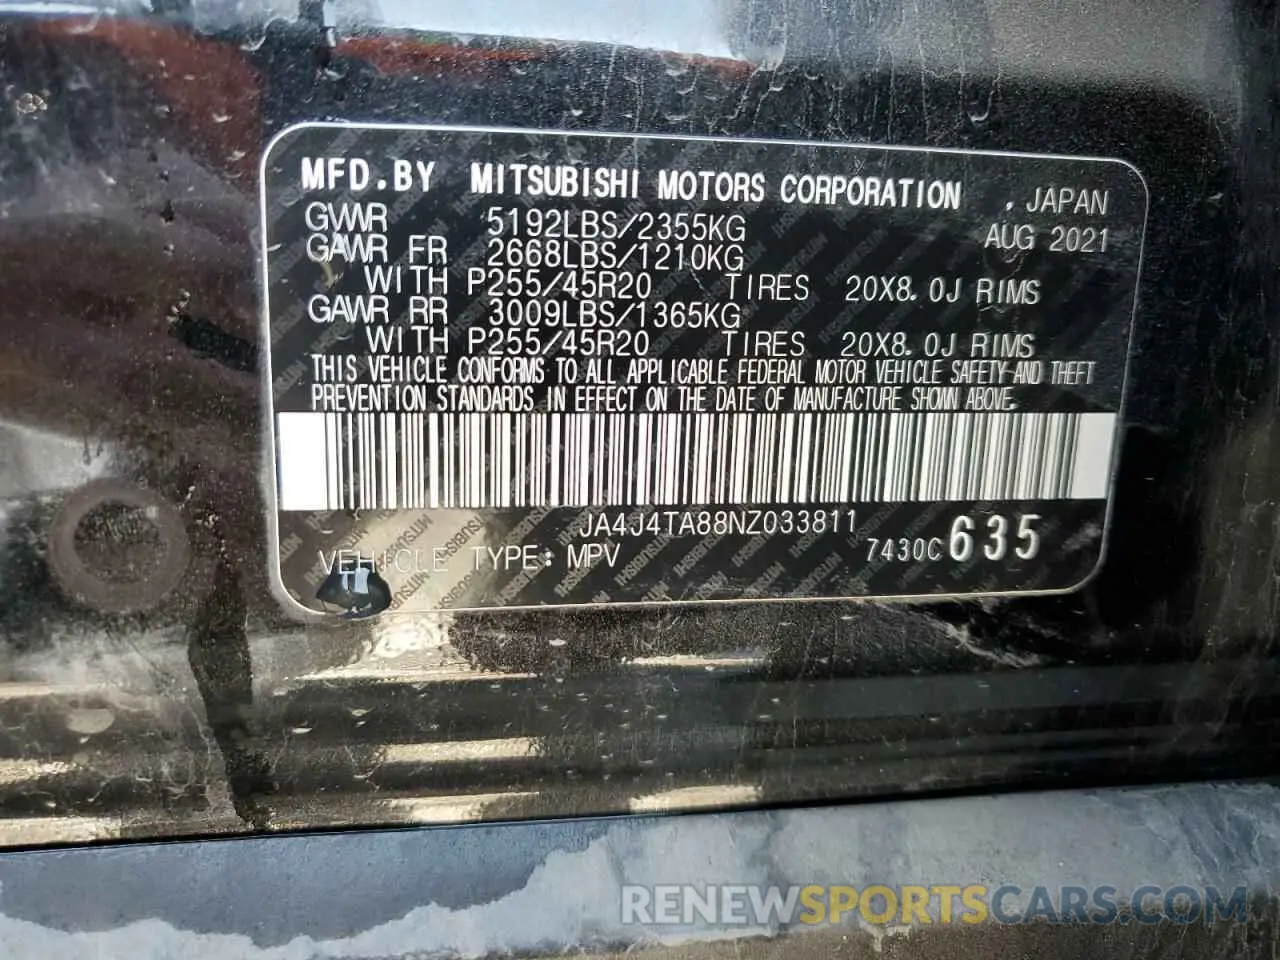 MFD.BY MITSUBISHI MOTORS CORPORATION . JAPAN
GVWR 5192LBS/2355KG AUG 2021
GAWR FR 2668LBS/1210KG
WITH P255/45R20 TIRES 20X8.0J RIMS
GAWR RR 3009LBS/1365KG
WITH P255/45R20 TIRES 20X8.0J RIMS
THIS VEHICLE CONFORMS TO ALL APPLICABLE FEDERAL MOTOR VEHICLE SAFETY AND THEFT
PREVENTION STANDARDS IN EFFECT ON THE DATE OF MANUFACTURE SHOWN ABOVE.
JA4J4TA88NZ033811
VEHICLE TYPE: MPV 7430C 635
RENEWSPORTSCARS.COM